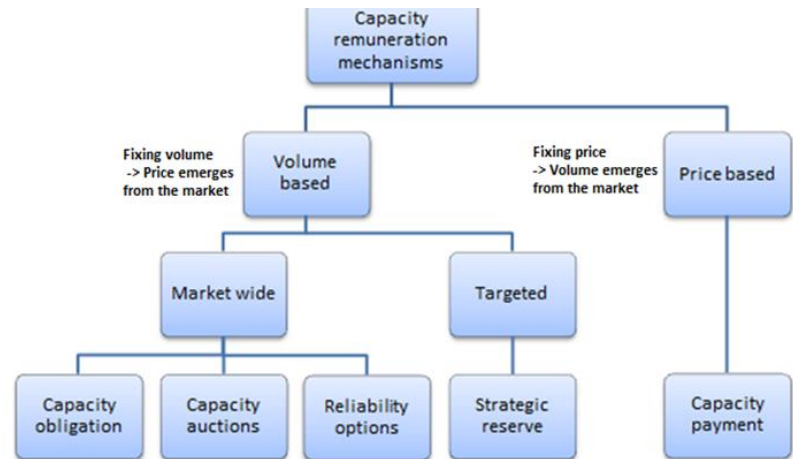 Capacity
remuneration
mechanisms
Fixing volume
-> Price emerges
from the market
Volume
based
Fixing price
-> Volume emerges
from the market
Price based
Market wide
Targeted
Capacity
obligation
Capacity
auctions
Reliability
options
Strategic
reserve
Capacity
payment